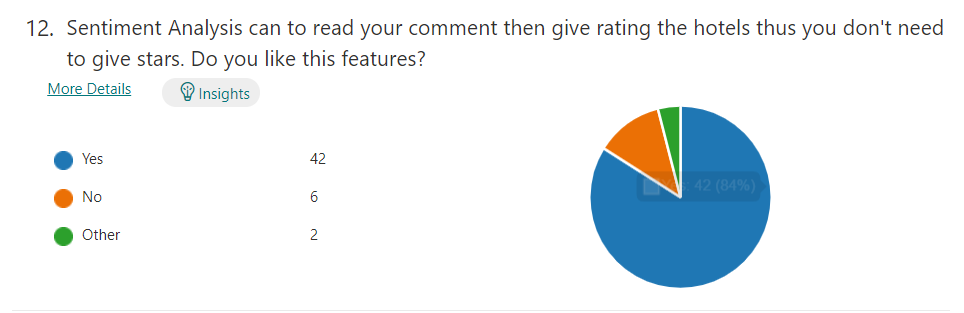 12. Sentiment Analysis can to read your comment then give rating the hotels thus you don't need
to give stars. Do you like this features?
More Details
Insights
Yes 42
No 6
Other 2
42 (84%)